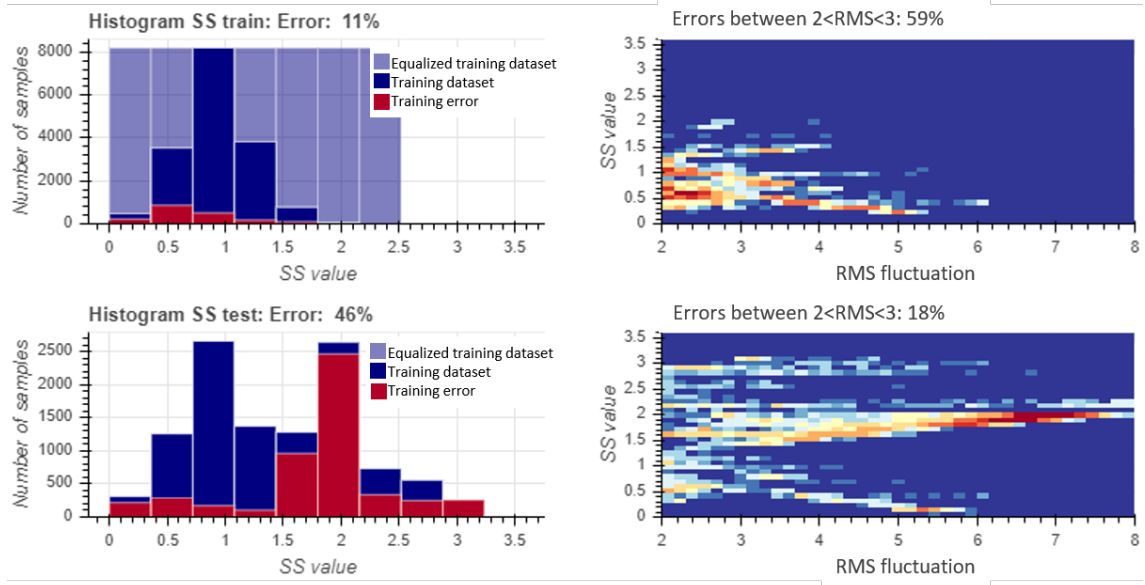 Histogram SS train: Error: 11%
Number of samples
8000
6000
4000
2000
0
Equalized training dataset
Training dataset
Training error
0 0.5 1 1.5 2 2.5 3 3.5
SS value
Errors between 2<RMS<3: 59%
SS value
3.5
3
2.5
2
1.5
1
0.5
0
2 3 4 5 6 7 8
RMS fluctuation
Histogram SS test: Error: 46%
Number of samples
2500
2000
1500
1000
500
0
Equalized training dataset
Training dataset
Training error
0 0.5 1 1.5 2 2.5 3 3.5
SS value
Errors between 2<RMS<3: 18%
SS value
3.5
3
2.5
2
1.5
1
0.5
0
2 3 4 5 6 7 8
RMS fluctuation